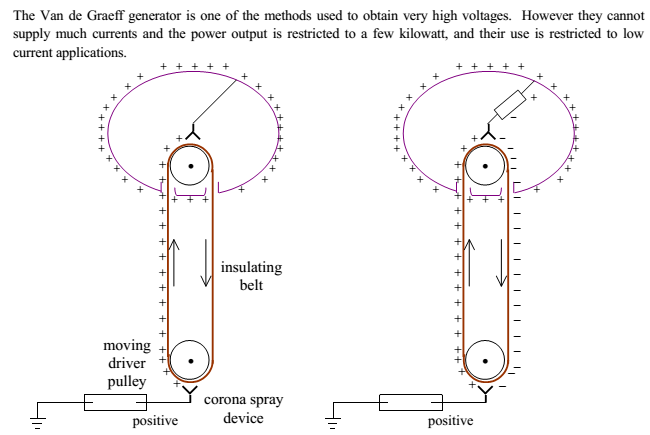 The Van de Graeff generator is one of the methods used to obtain very high voltages. However they cannot
supply much currents and the power output is restricted to a few kilowatt, and their use is restricted to low
current applications.
insulating
belt
moving
driver
pulley
corona spray
device
positive
positive